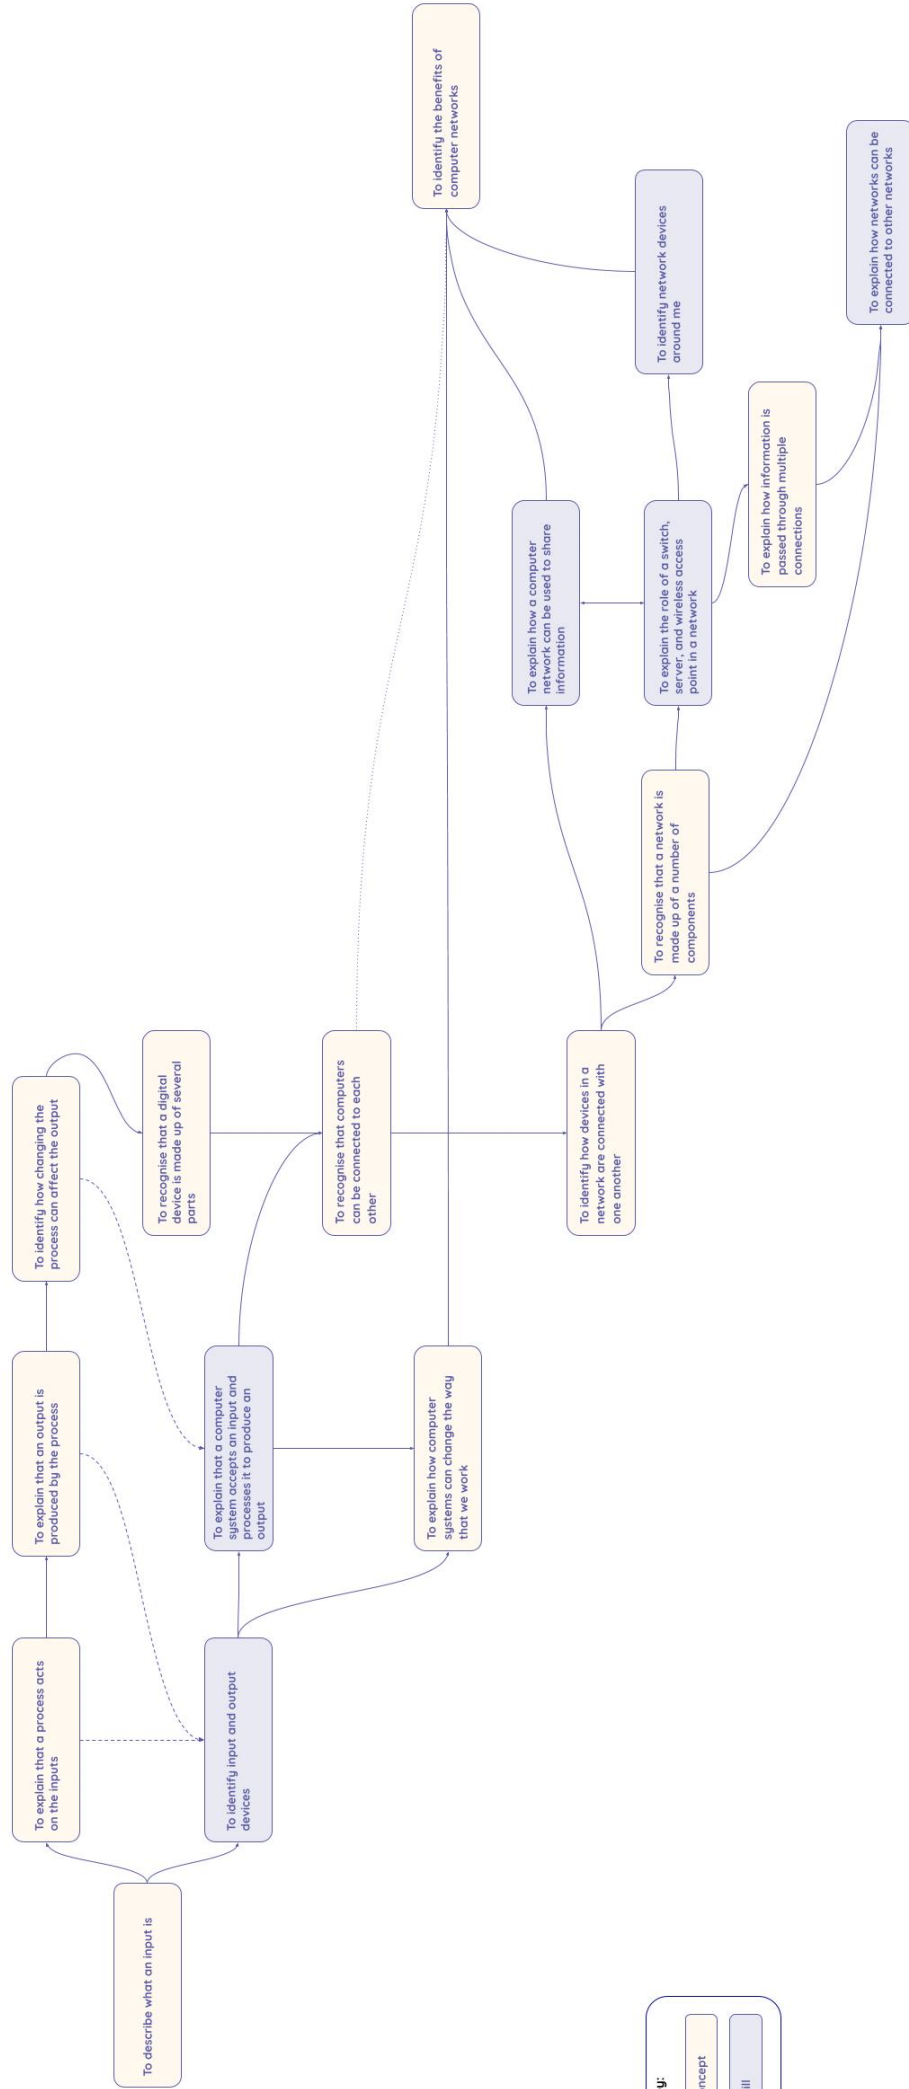 To describe what an input is
To explain that a process acts
on the inputs
To explain that an output is
produced by the process
To identify how changing the
process can affect the output
To identify input and output
devices
To explain that a computer
system accepts an input and
processes it to produce an
output
To recognise that a digital
device is made up of several
parts
To explain how computer
systems can change the way
that we work
To recognise that computers
can be connected to each
other
To identify the benefits of
computer networks
To identify how devices in a
network are connected with
one another
To explain how a computer
network can be used to share
information
To recognise that a network is
made up of a number of
components
To explain the role of a switch,
server, and wireless access
point in a network
To identify network devices
around me
To explain how information is
passed through multiple
connections
To explain how networks can be
connected to other networks